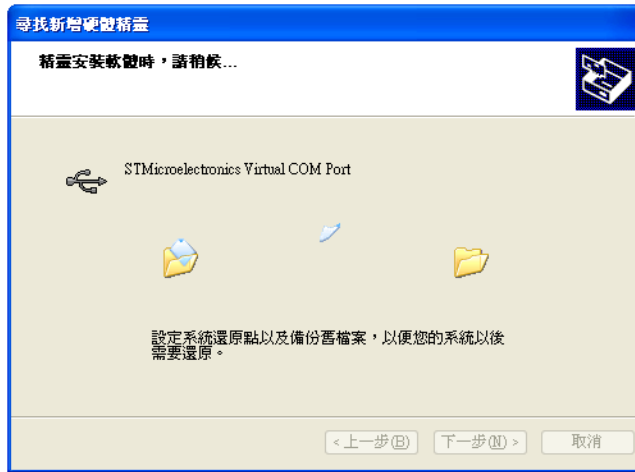 尋找新增硬體精靈
精靈安裝軟體時，請稍候...
STMicroelectronics Virtual COM Port
設定系統還原點以及備份舊檔案，以便您的系統以後
需要還原。
< 上一步(B)
下一步(N) >
取消